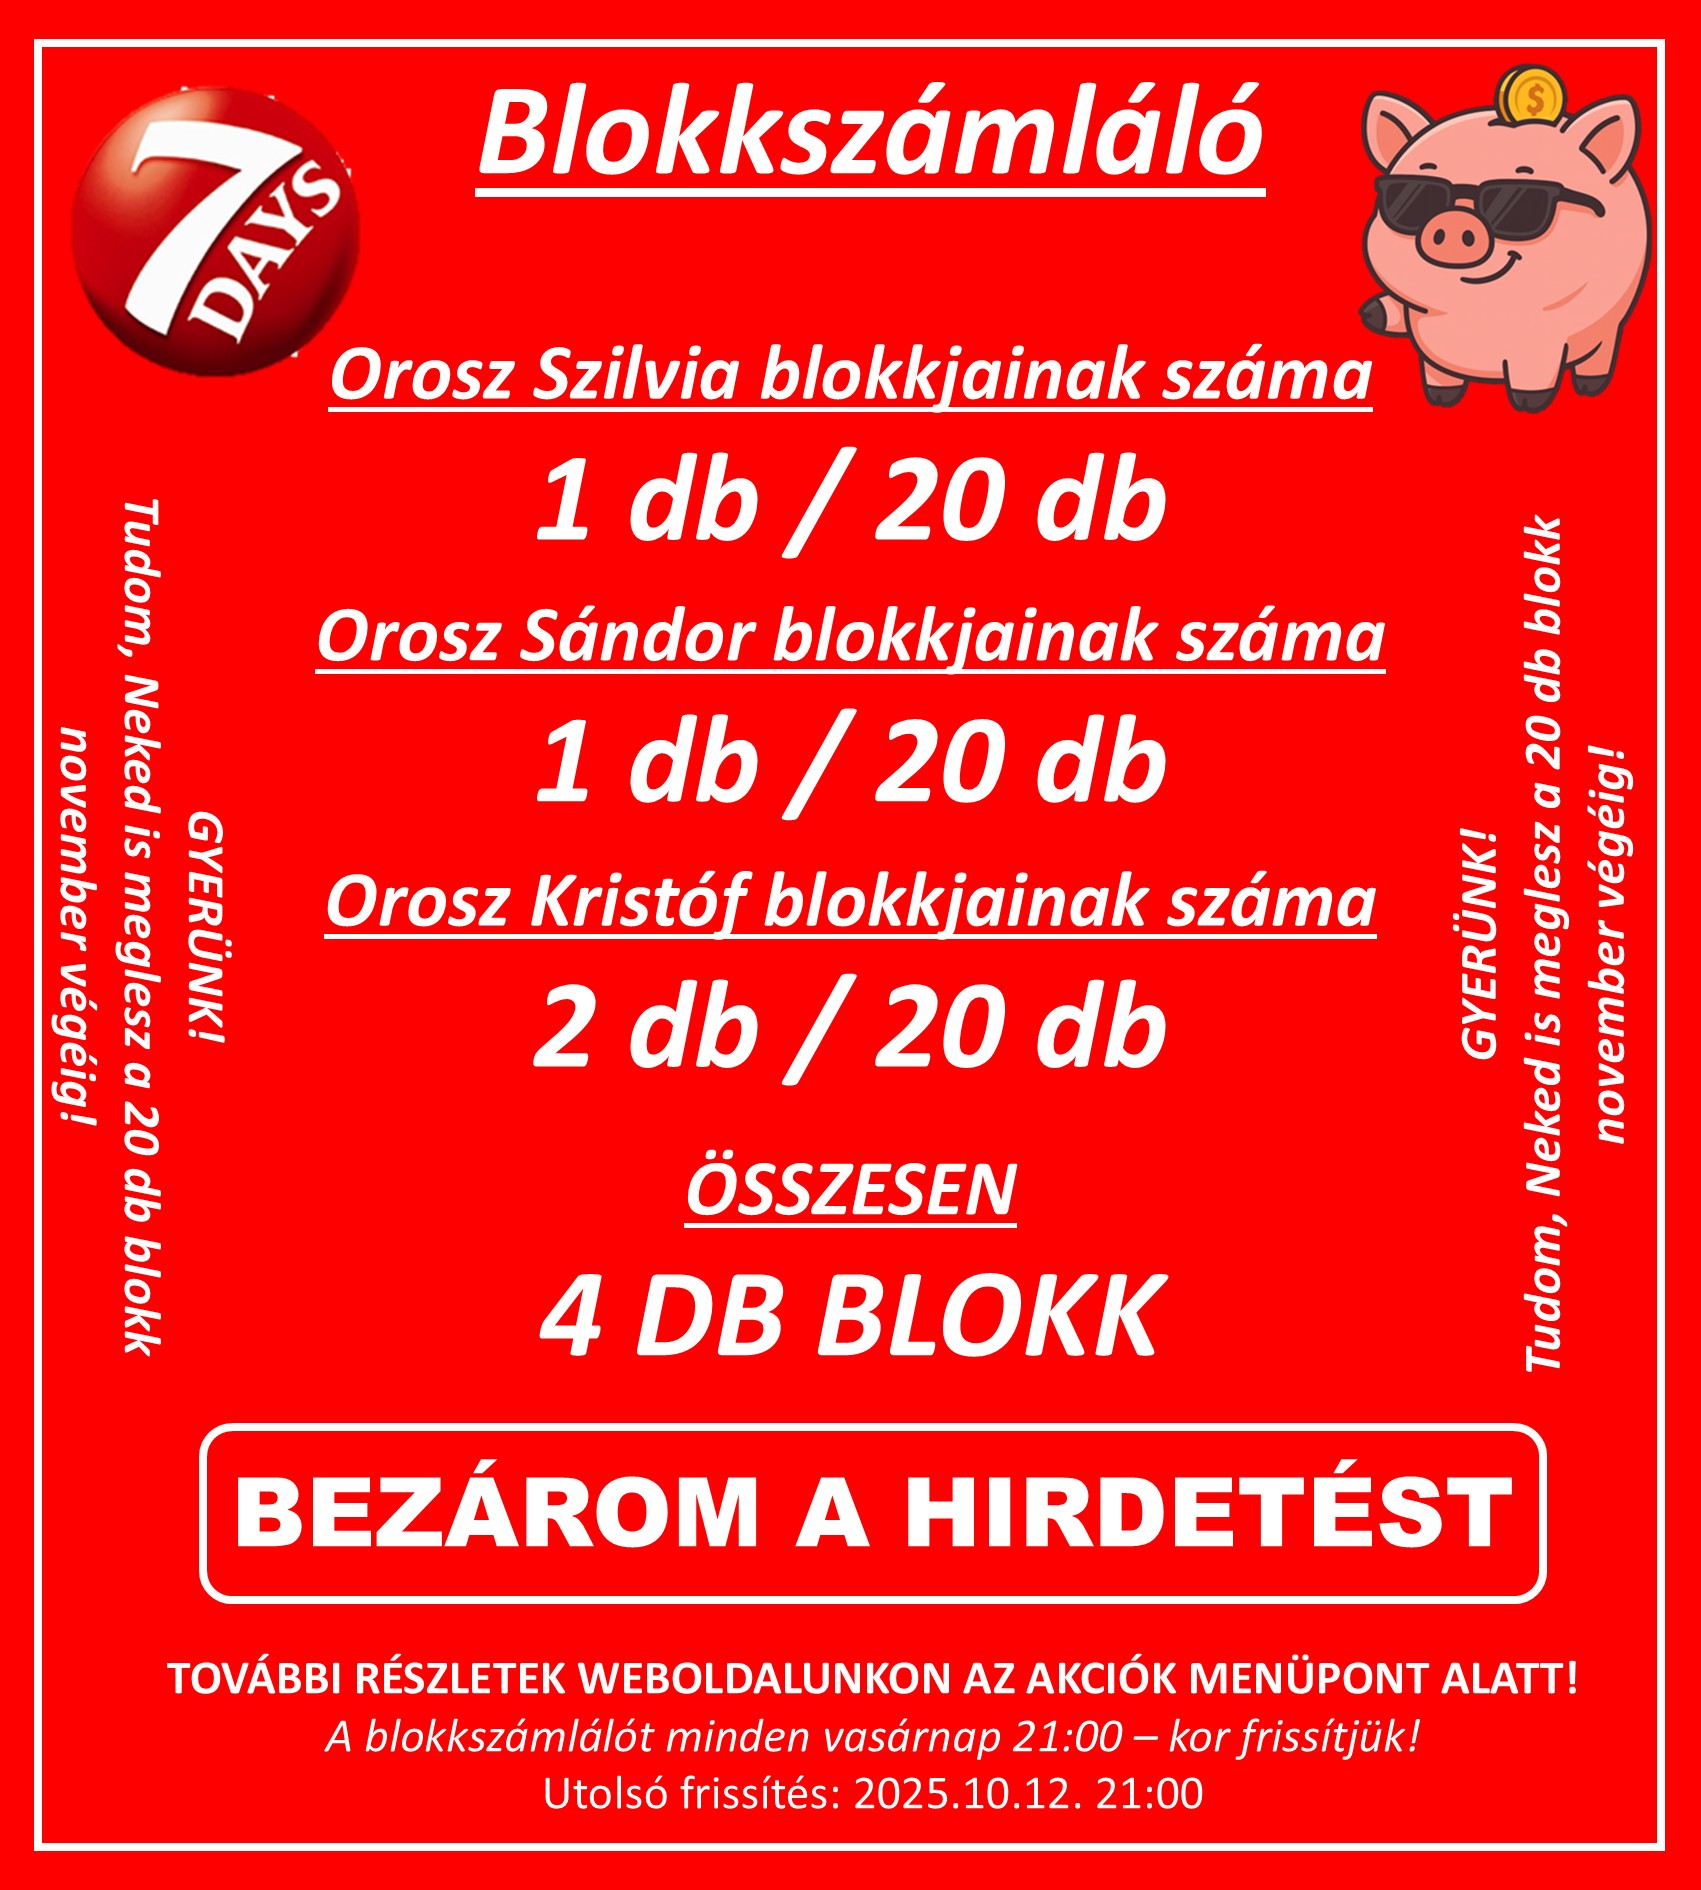 7
DAYS
Blokkszámláló
Orosz Szilvia blokkjainak száma
1 db / 20 db
Orosz Sándor blokkjainak száma
1 db / 20 db
Orosz Kristóf blokkjainak száma
2 db / 20 db
ÖSSZESEN
4 DB BLOKK
GYERÜNK!
Tudom, Neked is meglesz a 20 db blokk
november végéig!
GYERÜNK!
Tudom, Neked is meglesz a 20 db blokk
november végéig!
BEZÁROM A HIRDETÉST
TOVÁBBI RÉSZLETEK WEBOLDALUNKON AZ AKCIÓK MENÜPONT ALATT!
A blokkszámlálót minden vasárnap 21:00 – kor frissítjük!
Utolsó frissítés: 2025.10.12. 21:00